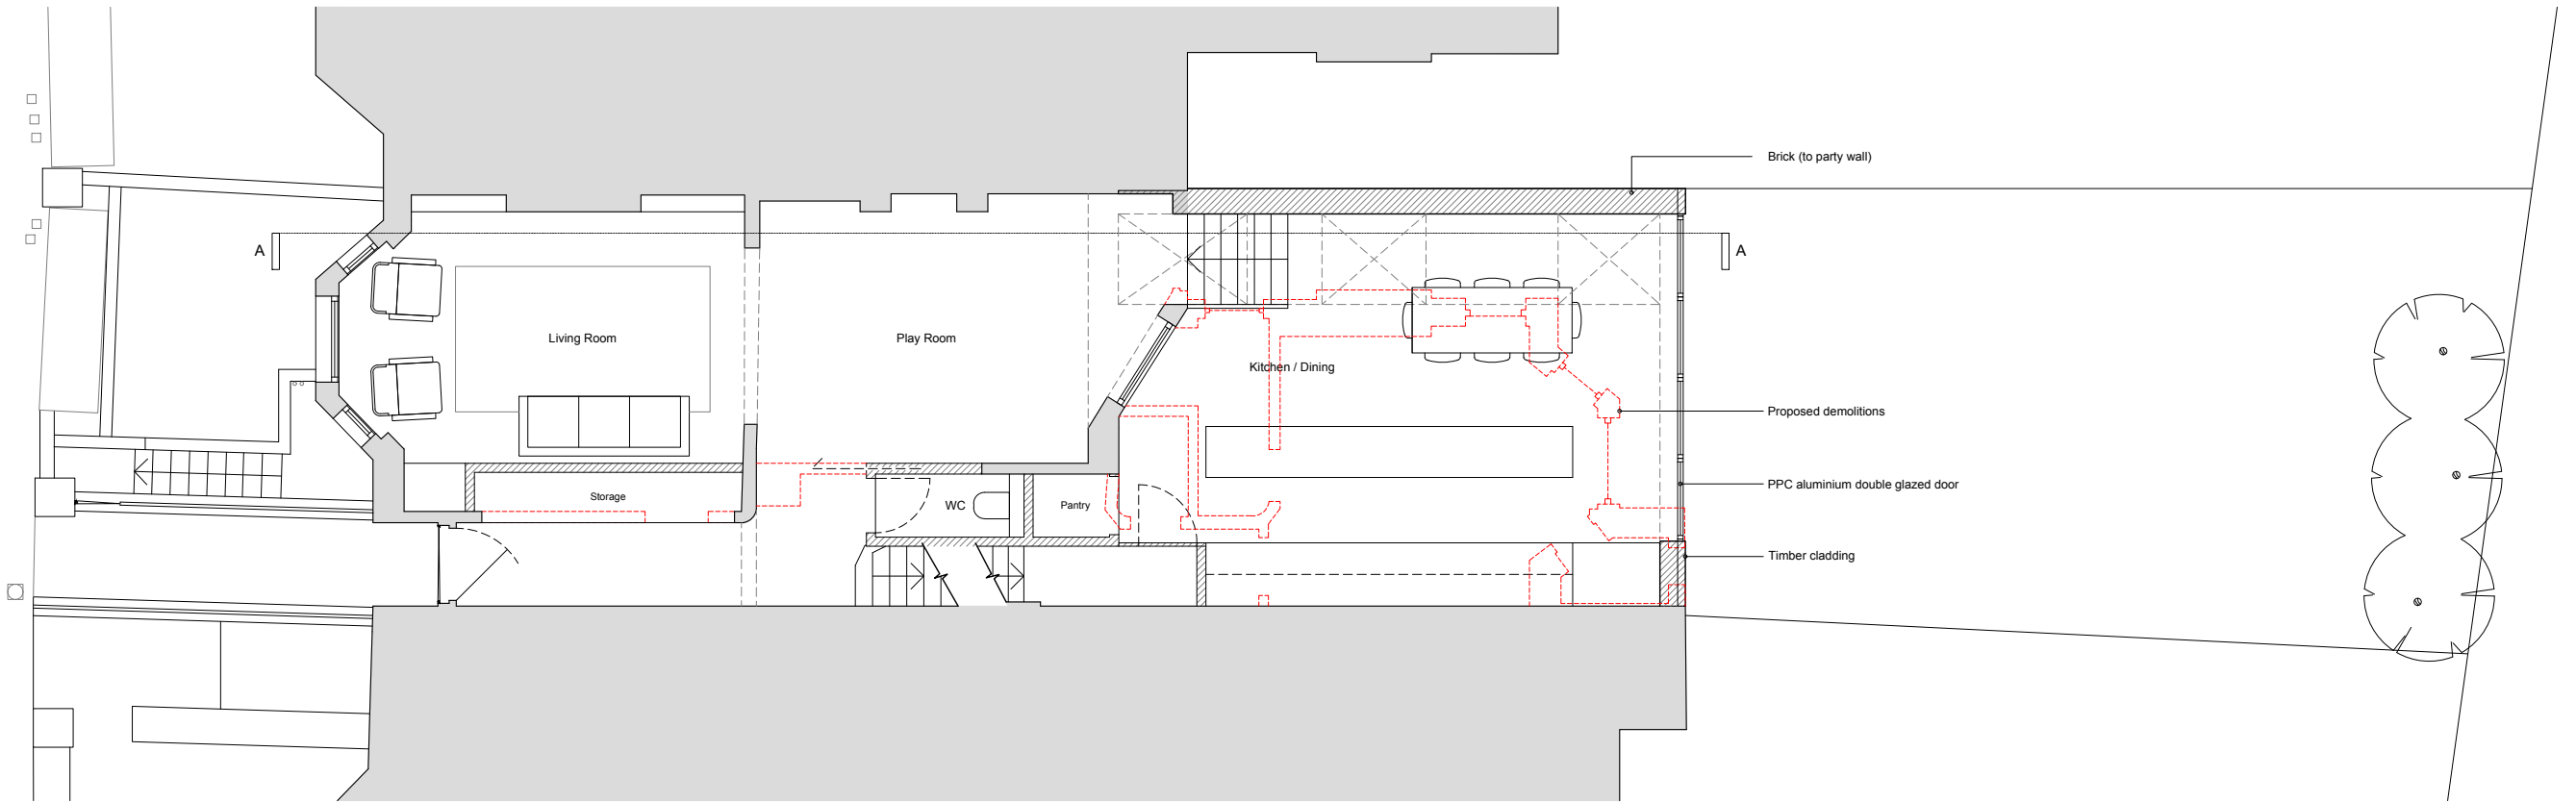 Brick (to party wall)
A
A
Living Room
Play Room
Kitchen / Dining
Proposed demolitions
PPC aluminium double glazed door
Storage
WC
Pantry
Timber cladding